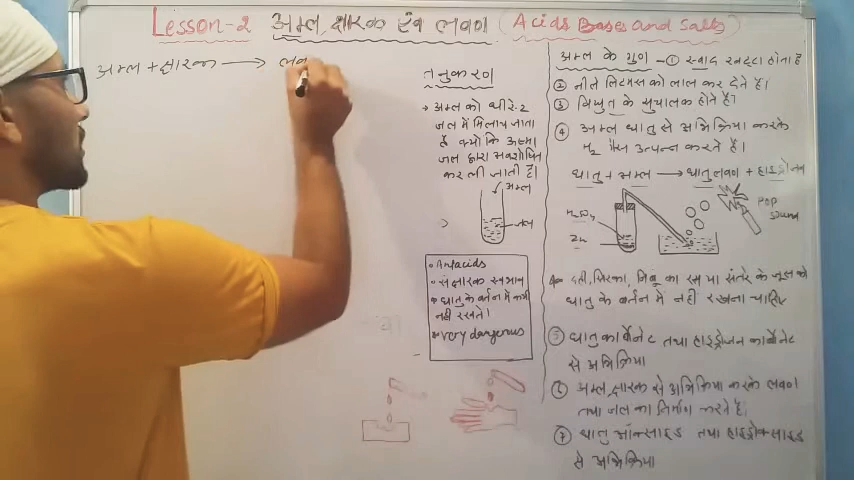 Lesson-2 अम्ल, क्षारक एंव लवण (Acids Bases and Salts)
अम्ल + क्षारक → लव
तनुकरण
→ अम्ल को धीरे-2
जल में मिलाया जाता
है क्योंकि ऊष्मा
जल द्वारा अवशोषित
कर ली जाती है।
अम्ल
जल
• Antacids
• संक्षारक स्वभाव
• धातु के बर्तन में कभी
नही रखते।
• very dangerous
अम्ल के गुण - ① स्वाद खट्टा होता है
② नीले लिटमस को लाल कर देते है।
③ विधुत के सुचालक होते है?
④ अम्ल धातु से अभिक्रिया करके
H₂ गैस उत्पन्न करते है।
धातु + अम्ल → धातु लवण + हाइड्रोजन
H₂SO₄
Zn
Pop
sound
दही, सिरका, निंबू का रस या संतरे के जूस को
धातु के बर्तन में नही रखना चाहिए
⑤ धातु कार्बोनेट तथा हाइड्रोजन कार्बोनेट
से अभिक्रिया
⑥ अम्ल, क्षारक से अभिक्रिया करके लवण
तथा जल का निर्माण करते है।
⑦ धातु ऑक्साइड तथा हाइड्रोक्साइड
से अभिक्रिया